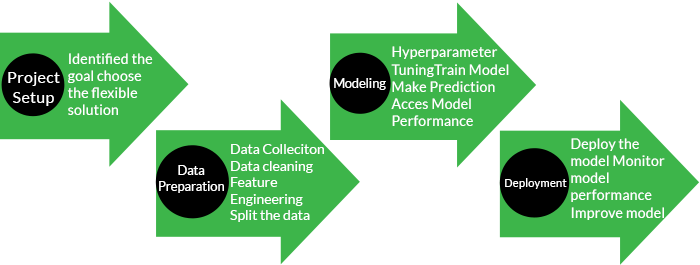 Project
Setup
Identified the
goal choose
the flexible
solution
Data
Preparation
Data Colleciton
Data cleaning
Feature
Engineering
Split the data
Modeling
Hyperparameter
TuningTrain Model
Make Prediction
Acces Model
Performance
Deployment
Deploy the
model Monitor
model
performance
Improve model